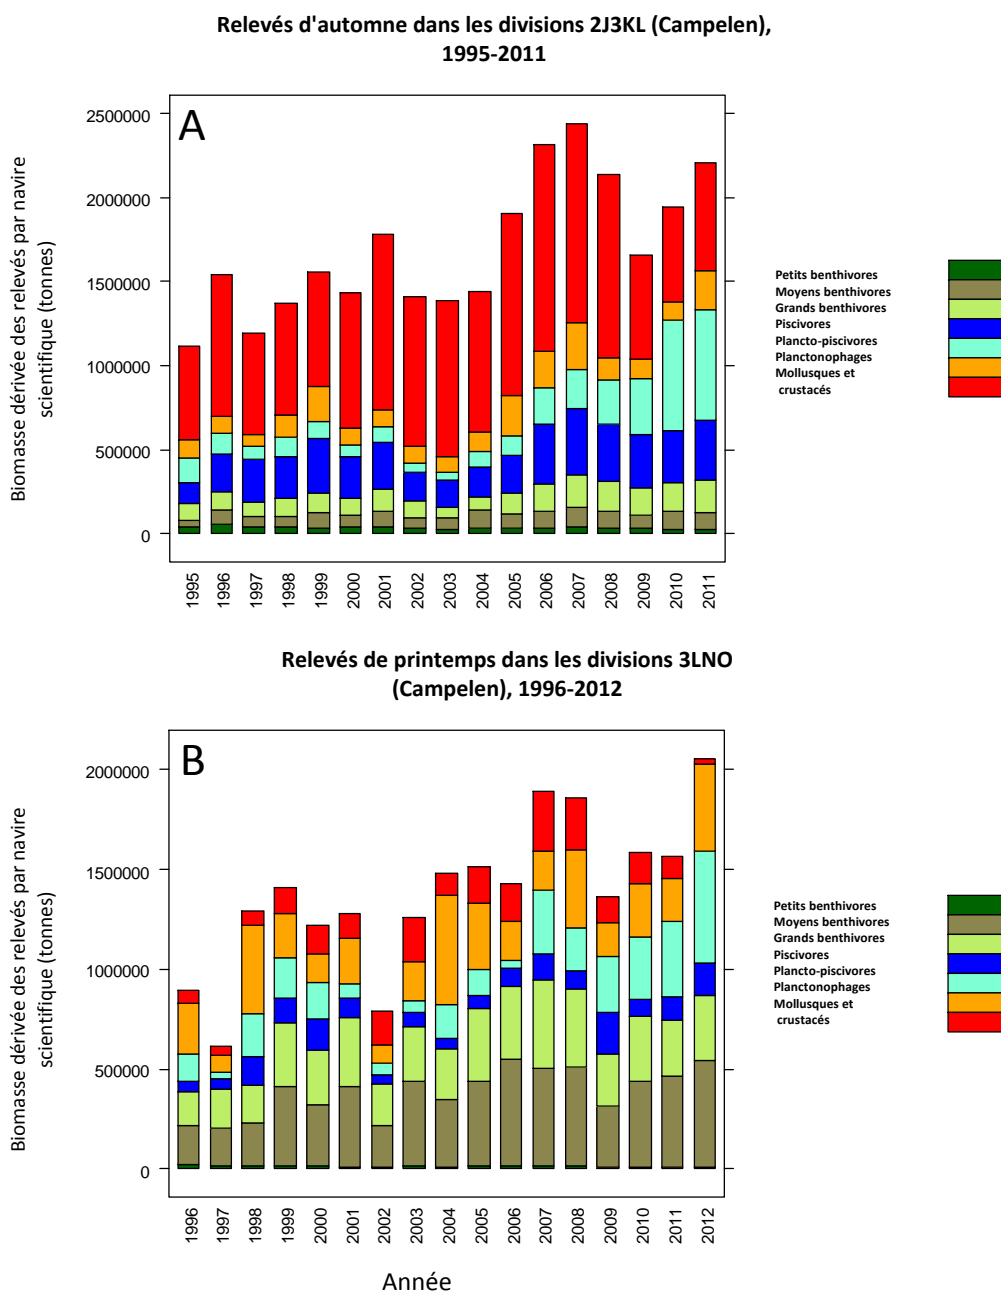 Relevés d'automne dans les divisions 2J3KL (Campelen),
1995-2011
A
Biomasse dérivée des relevés par navire
scientifique (tonnes)
2500000
2000000
1500000
1000000
500000
0
1995
1996
1997
1998
1999
2000
2001
2002
2003
2004
2005
2006
2007
2008
2009
2010
2011
Petits benthivores
Moyens benthivores
Grands benthivores
Piscivores
Plancto-piscivores
Planctonophages
Mollusques et
crustacés
Relevés de printemps dans les divisions 3LNO
(Campelen), 1996-2012
B
Biomasse dérivée des relevés par navire
scientifique (tonnes)
2000000
1500000
1000000
500000
0
1996
1997
1998
1999
2000
2001
2002
2003
2004
2005
2006
2007
2008
2009
2010
2011
2012
Année
Petits benthivores
Moyens benthivores
Grands benthivores
Piscivores
Plancto-piscivores
Planctonophages
Mollusques et
crustacés